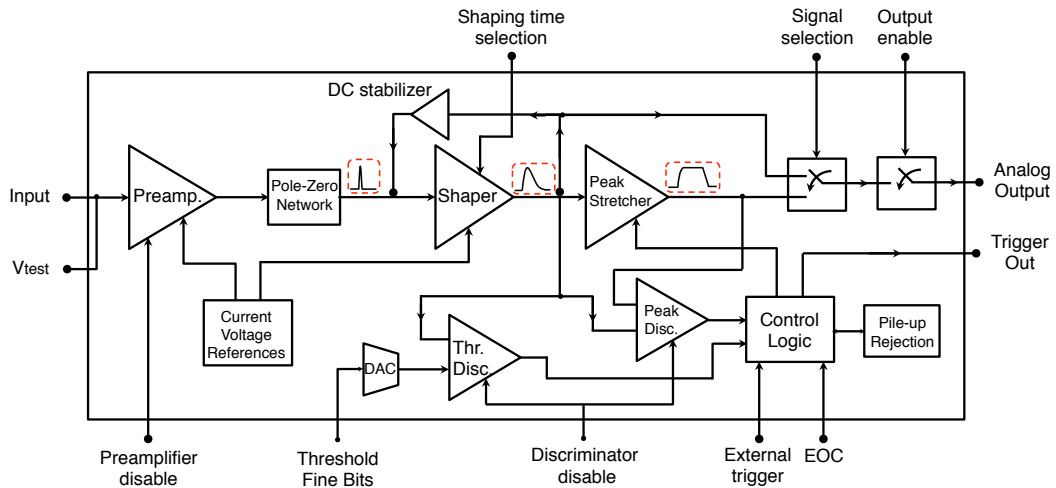 Shaping time
selection
Signal
selection
Output
enable
DC stabilizer
Input
Preamp.
Pole-Zero
Network
Shaper
Peak
Stretcher
Analog
Output
Vtest
Trigger
Out
Current
Voltage
References
DAC
Thr.
Disc.
Peak
Disc.
Control
Logic
Pile-up
Rejection
Preamplifier
disable
Threshold
Fine Bits
Discriminator
disable
External
trigger
EOC